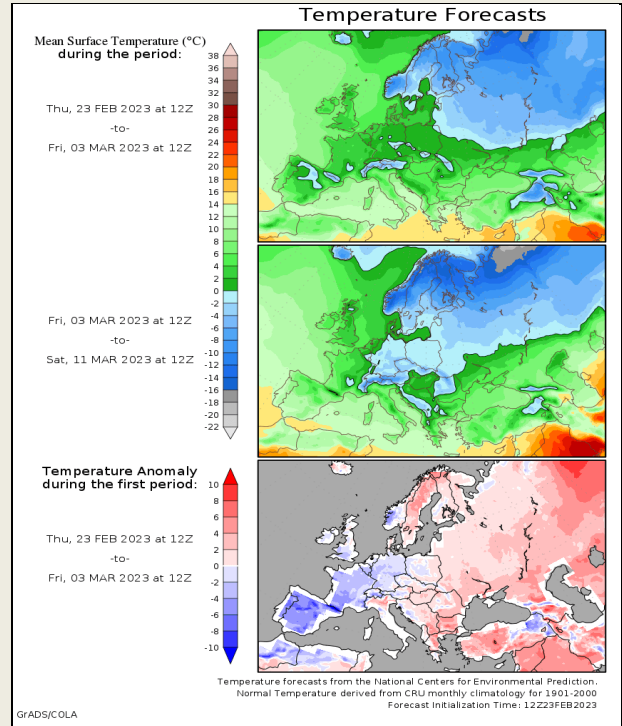 Temperature Forecasts
Mean Surface Temperature (°C)
during the period:
38
36
34
32
30
28
26
24
22
20
18
16
14
12
10
8
6
4
2
0
-2
-4
-6
-8
-10
-12
-14
-16
-18
-20
-22
Thu, 23 FEB 2023 at 12Z
-to-
Fri, 03 MAR 2023 at 12Z
Fri, 03 MAR 2023 at 12Z
-to-
Sat, 11 MAR 2023 at 12Z
Temperature Anomaly
during the first period:
10
8
6
4
2
0
-2
-4
-6
-8
-10
Thu, 23 FEB 2023 at 12Z
-to-
Fri, 03 MAR 2023 at 12Z
Temperature forecasts from the National Centers for Environmental Prediction.
Normal Temperature derived from CRU monthly climatology for 1901-2000
Forecast Initialization Time: 12Z23FEB2023
GrADS/COLA